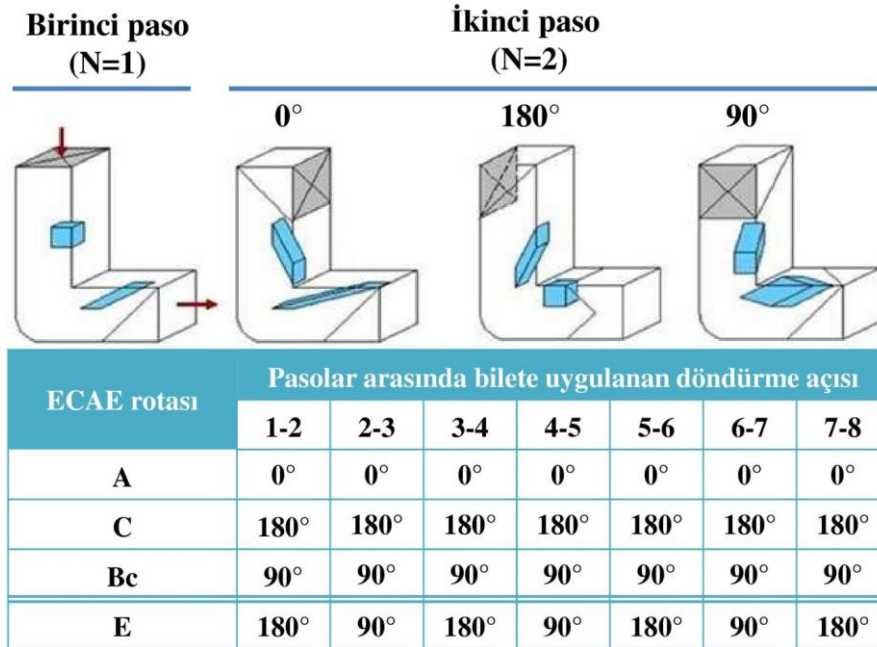 Birinci paso
(N=1)
İkinci paso
(N=2)
0° 180° 90°
ECAE rotası
Pasolar arasında bilete uygulanan döndürme açısı
1-2 2-3 3-4 4-5 5-6 6-7 7-8
A 0° 0° 0° 0° 0° 0° 0°
C 180° 180° 180° 180° 180° 180° 180°
Bc 90° 90° 90° 90° 90° 90° 90°
E 180° 90° 180° 90° 180° 90° 180°